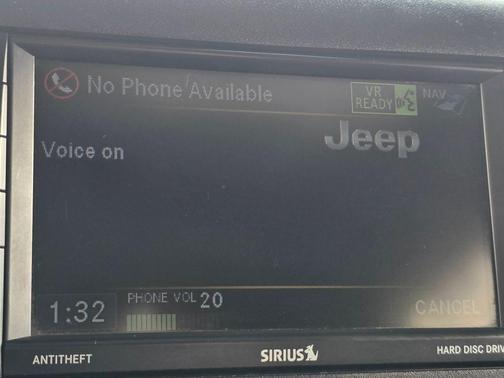 No Phone Available
VR
READY
NAV
Jeep
Voice on
1:32
PHONE VOL 20
CANCEL
ANTITHEFT
SIRIUS
HARD DISC DRIV